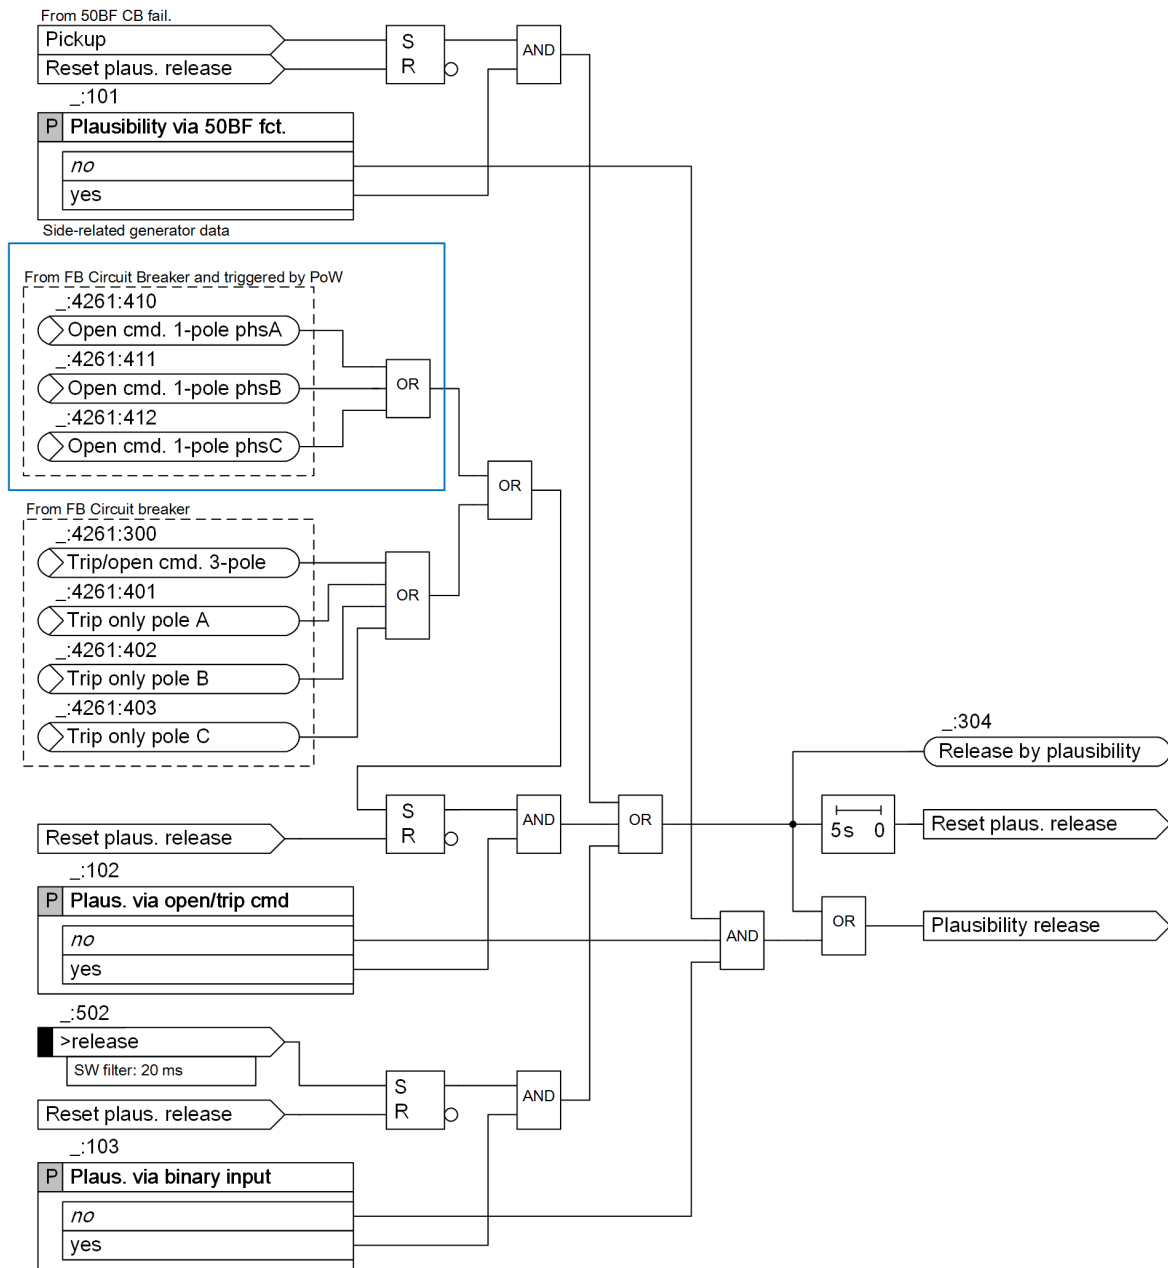 From 50BF CB fail.
Pickup
Reset plaus. release
S
R
AND
_:101
P Plausibility via 50BF fct.
no
yes
Side-related generator data
From FB Circuit Breaker and triggered by PoW
_:4261:410
Open cmd. 1-pole phsA
_:4261:411
Open cmd. 1-pole phsB
OR
_:4261:412
Open cmd. 1-pole phsC
OR
From FB Circuit breaker
_:4261:300
Trip/open cmd. 3-pole
_:4261:401
Trip only pole A
OR
_:4261:402
Trip only pole B
_:4261:403
Trip only pole C
_:304
Release by plausibility
S
R
AND
OR
5s 0
Reset plaus. release
Reset plaus. release
_:102
P Plaus. via open/trip cmd
no
yes
AND
OR
Plausibility release
_:502
>release
SW filter: 20 ms
S
R
AND
Reset plaus. release
_:103
P Plaus. via binary input
no
yes